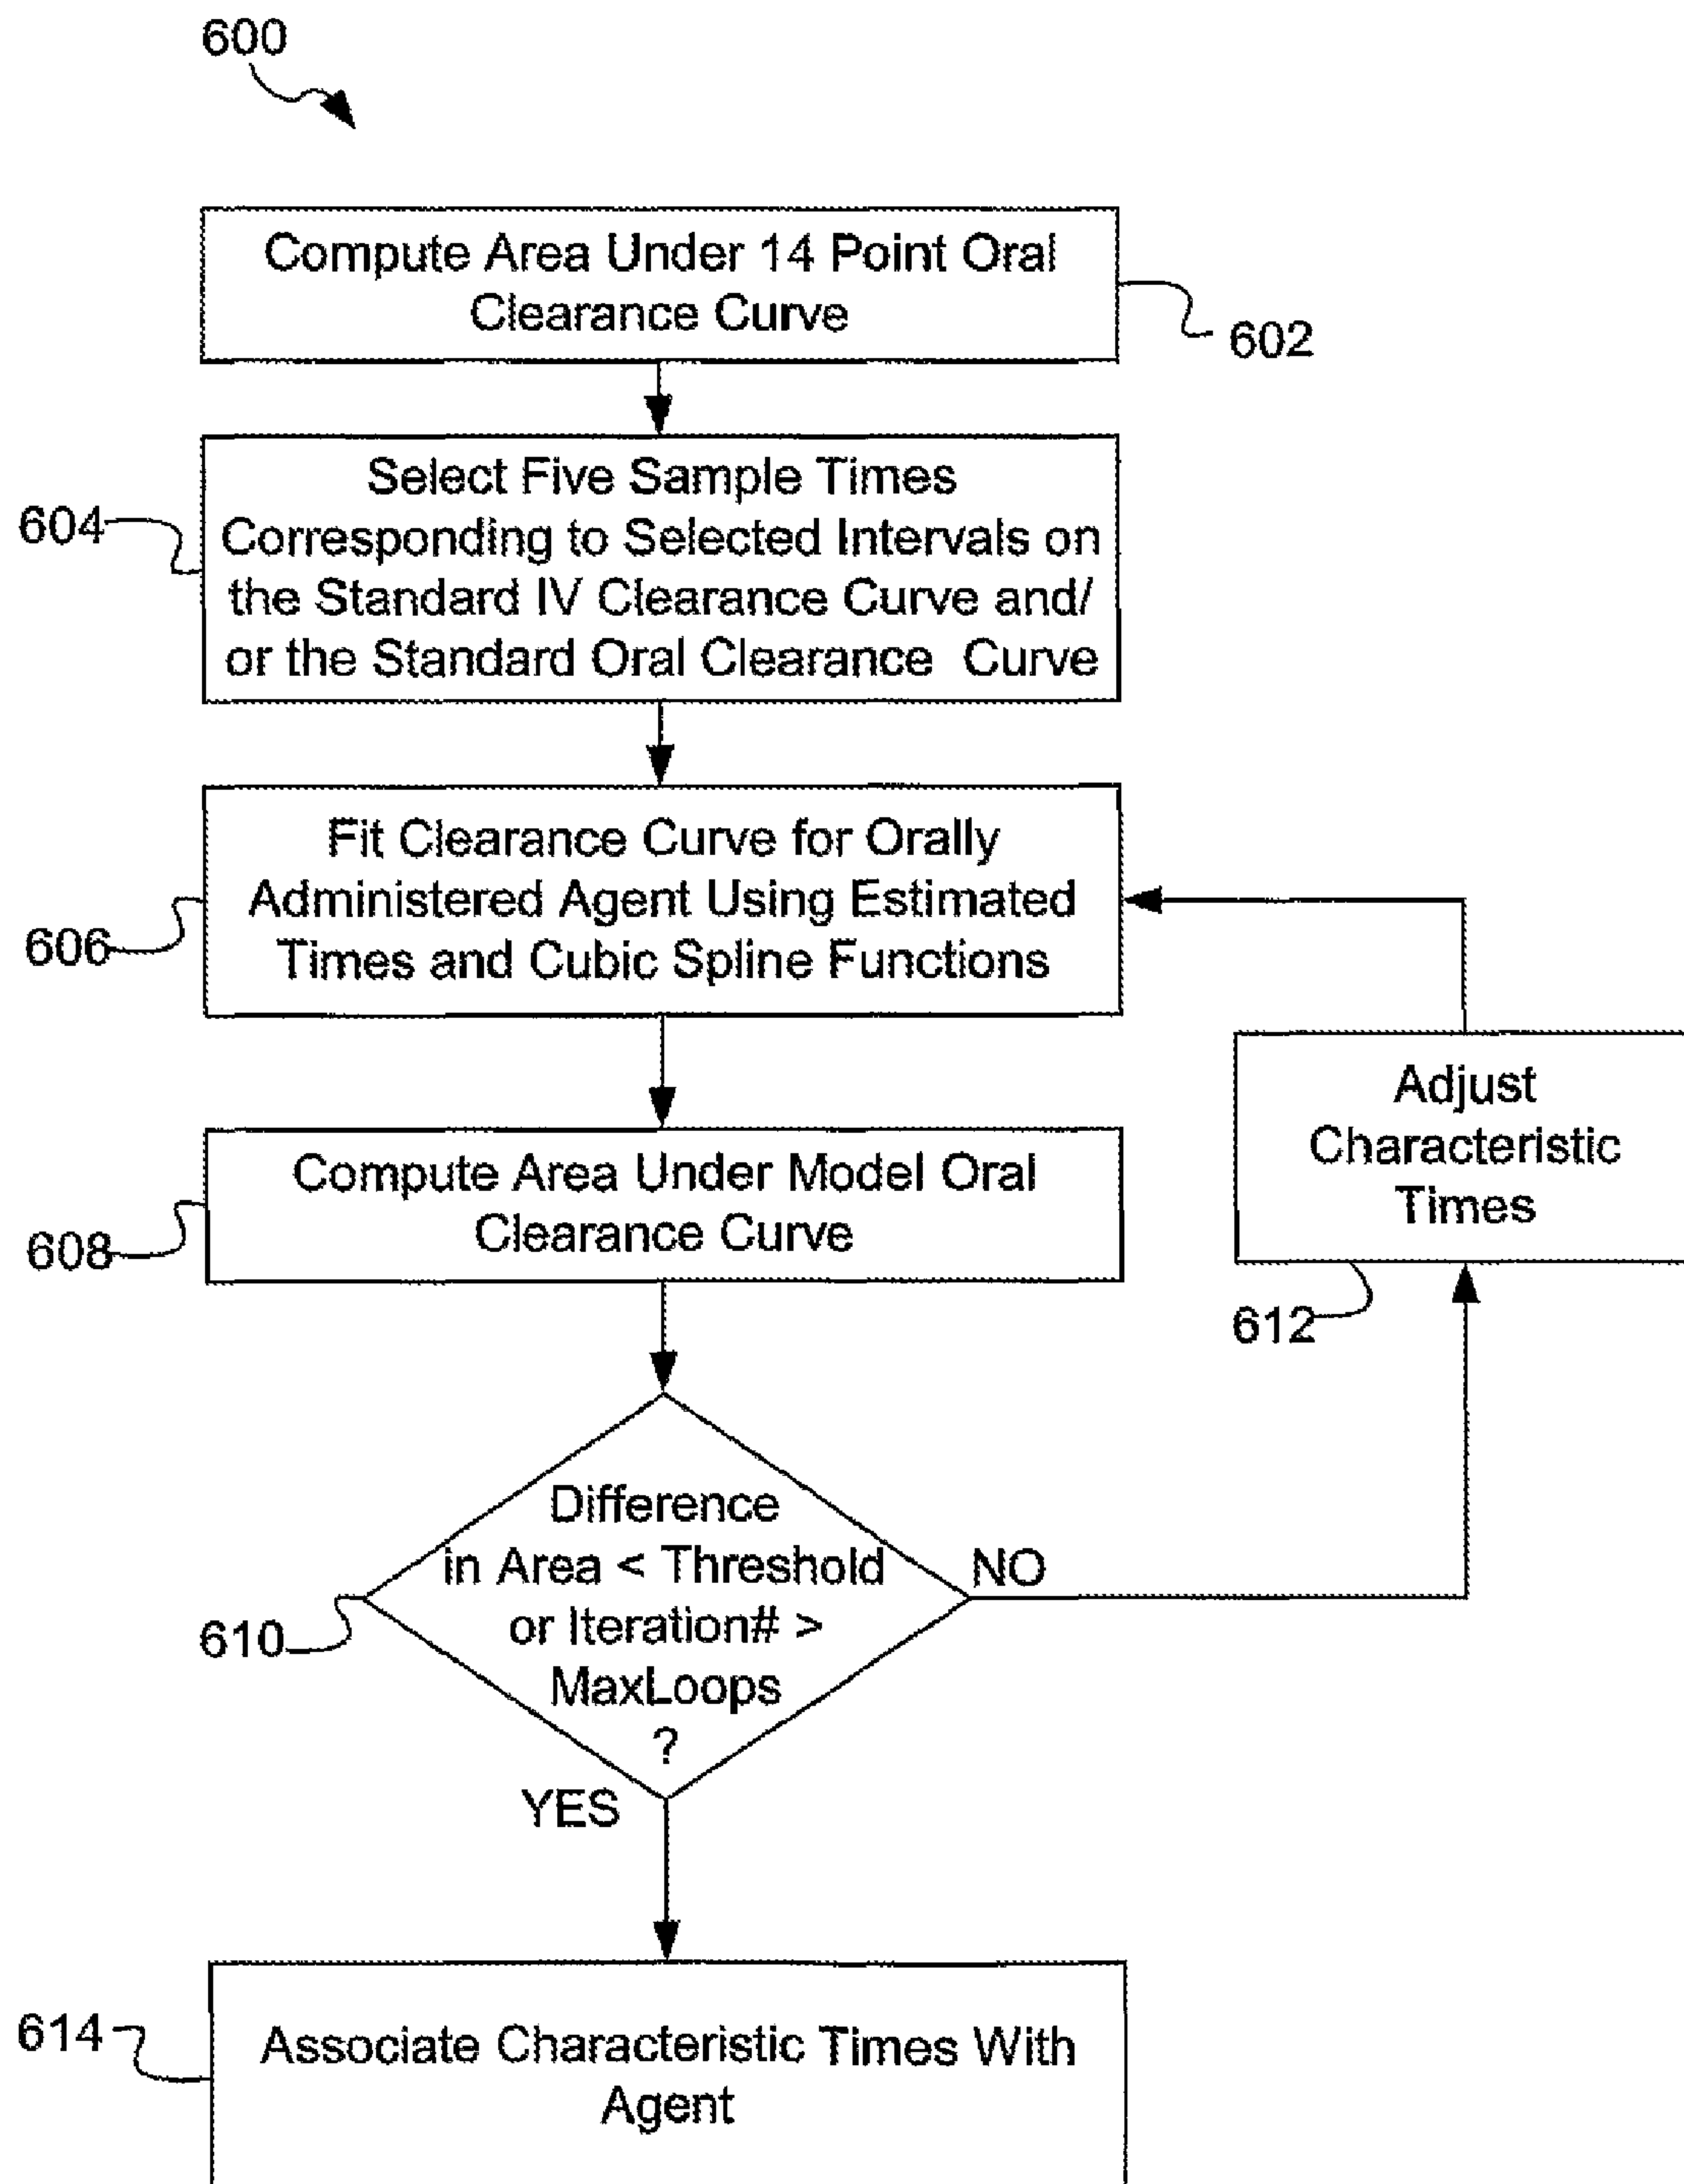 600
Compute Area Under 14 Point Oral
Clearance Curve
602
Select Five Sample Times
Corresponding to Selected Intervals on
the Standard IV Clearance Curve and/
or the Standard Oral Clearance Curve
604
Fit Clearance Curve for Orally
Administered Agent Using Estimated
Times and Cubic Spline Functions
606
Adjust
Characteristic
Times
612
Compute Area Under Model Oral
Clearance Curve
608
Difference
in Area < Threshold
or Iteration# >
MaxLoops
?
NO
610
YES
614
Associate Characteristic Times With
Agent